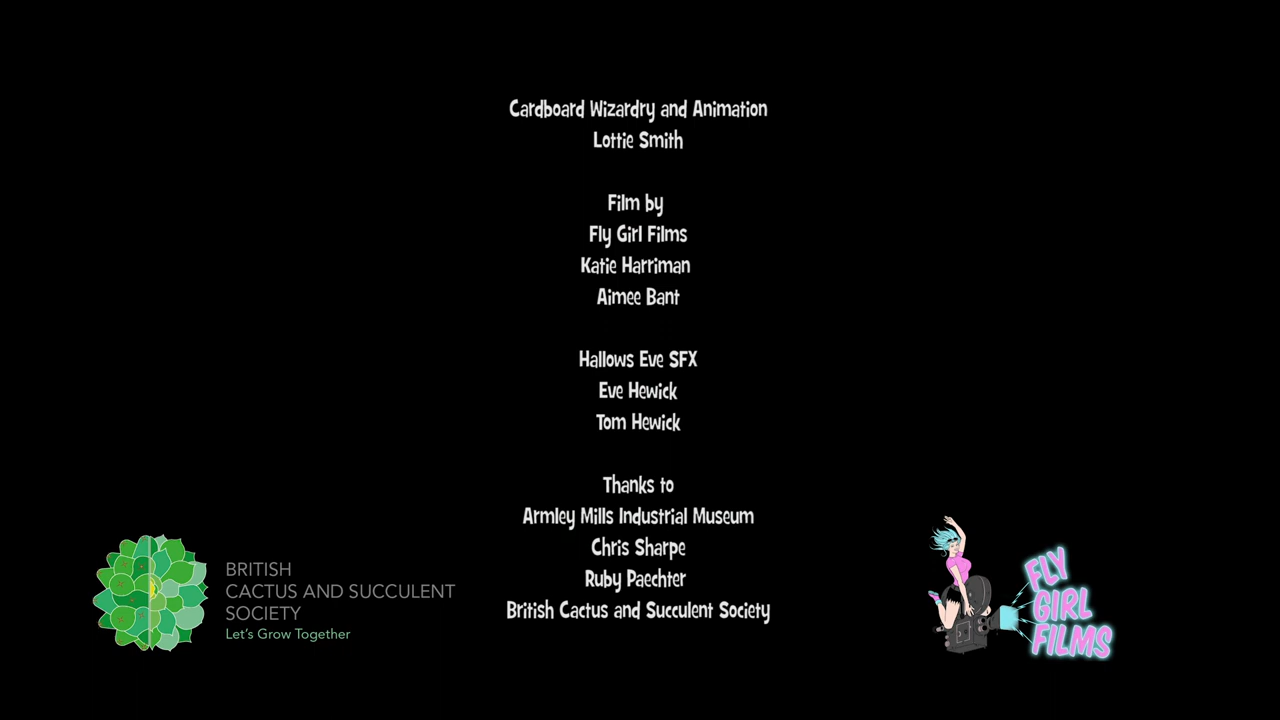 Cardboard Wizardry and Animation
Lottie Smith
Film by
Fly Girl Films
Katie Harriman
Aimee Bant
Hallows Eve SFX
Eve Hewick
Tom Hewick
Thanks to
Armley Mills Industrial Museum
Chris Sharpe
Ruby Paechter
British Cactus and Succulent Society
BRITISH
CACTUS AND SUCCULENT
SOCIETY
Let's Grow Together
FLY
GIRL
FILMS